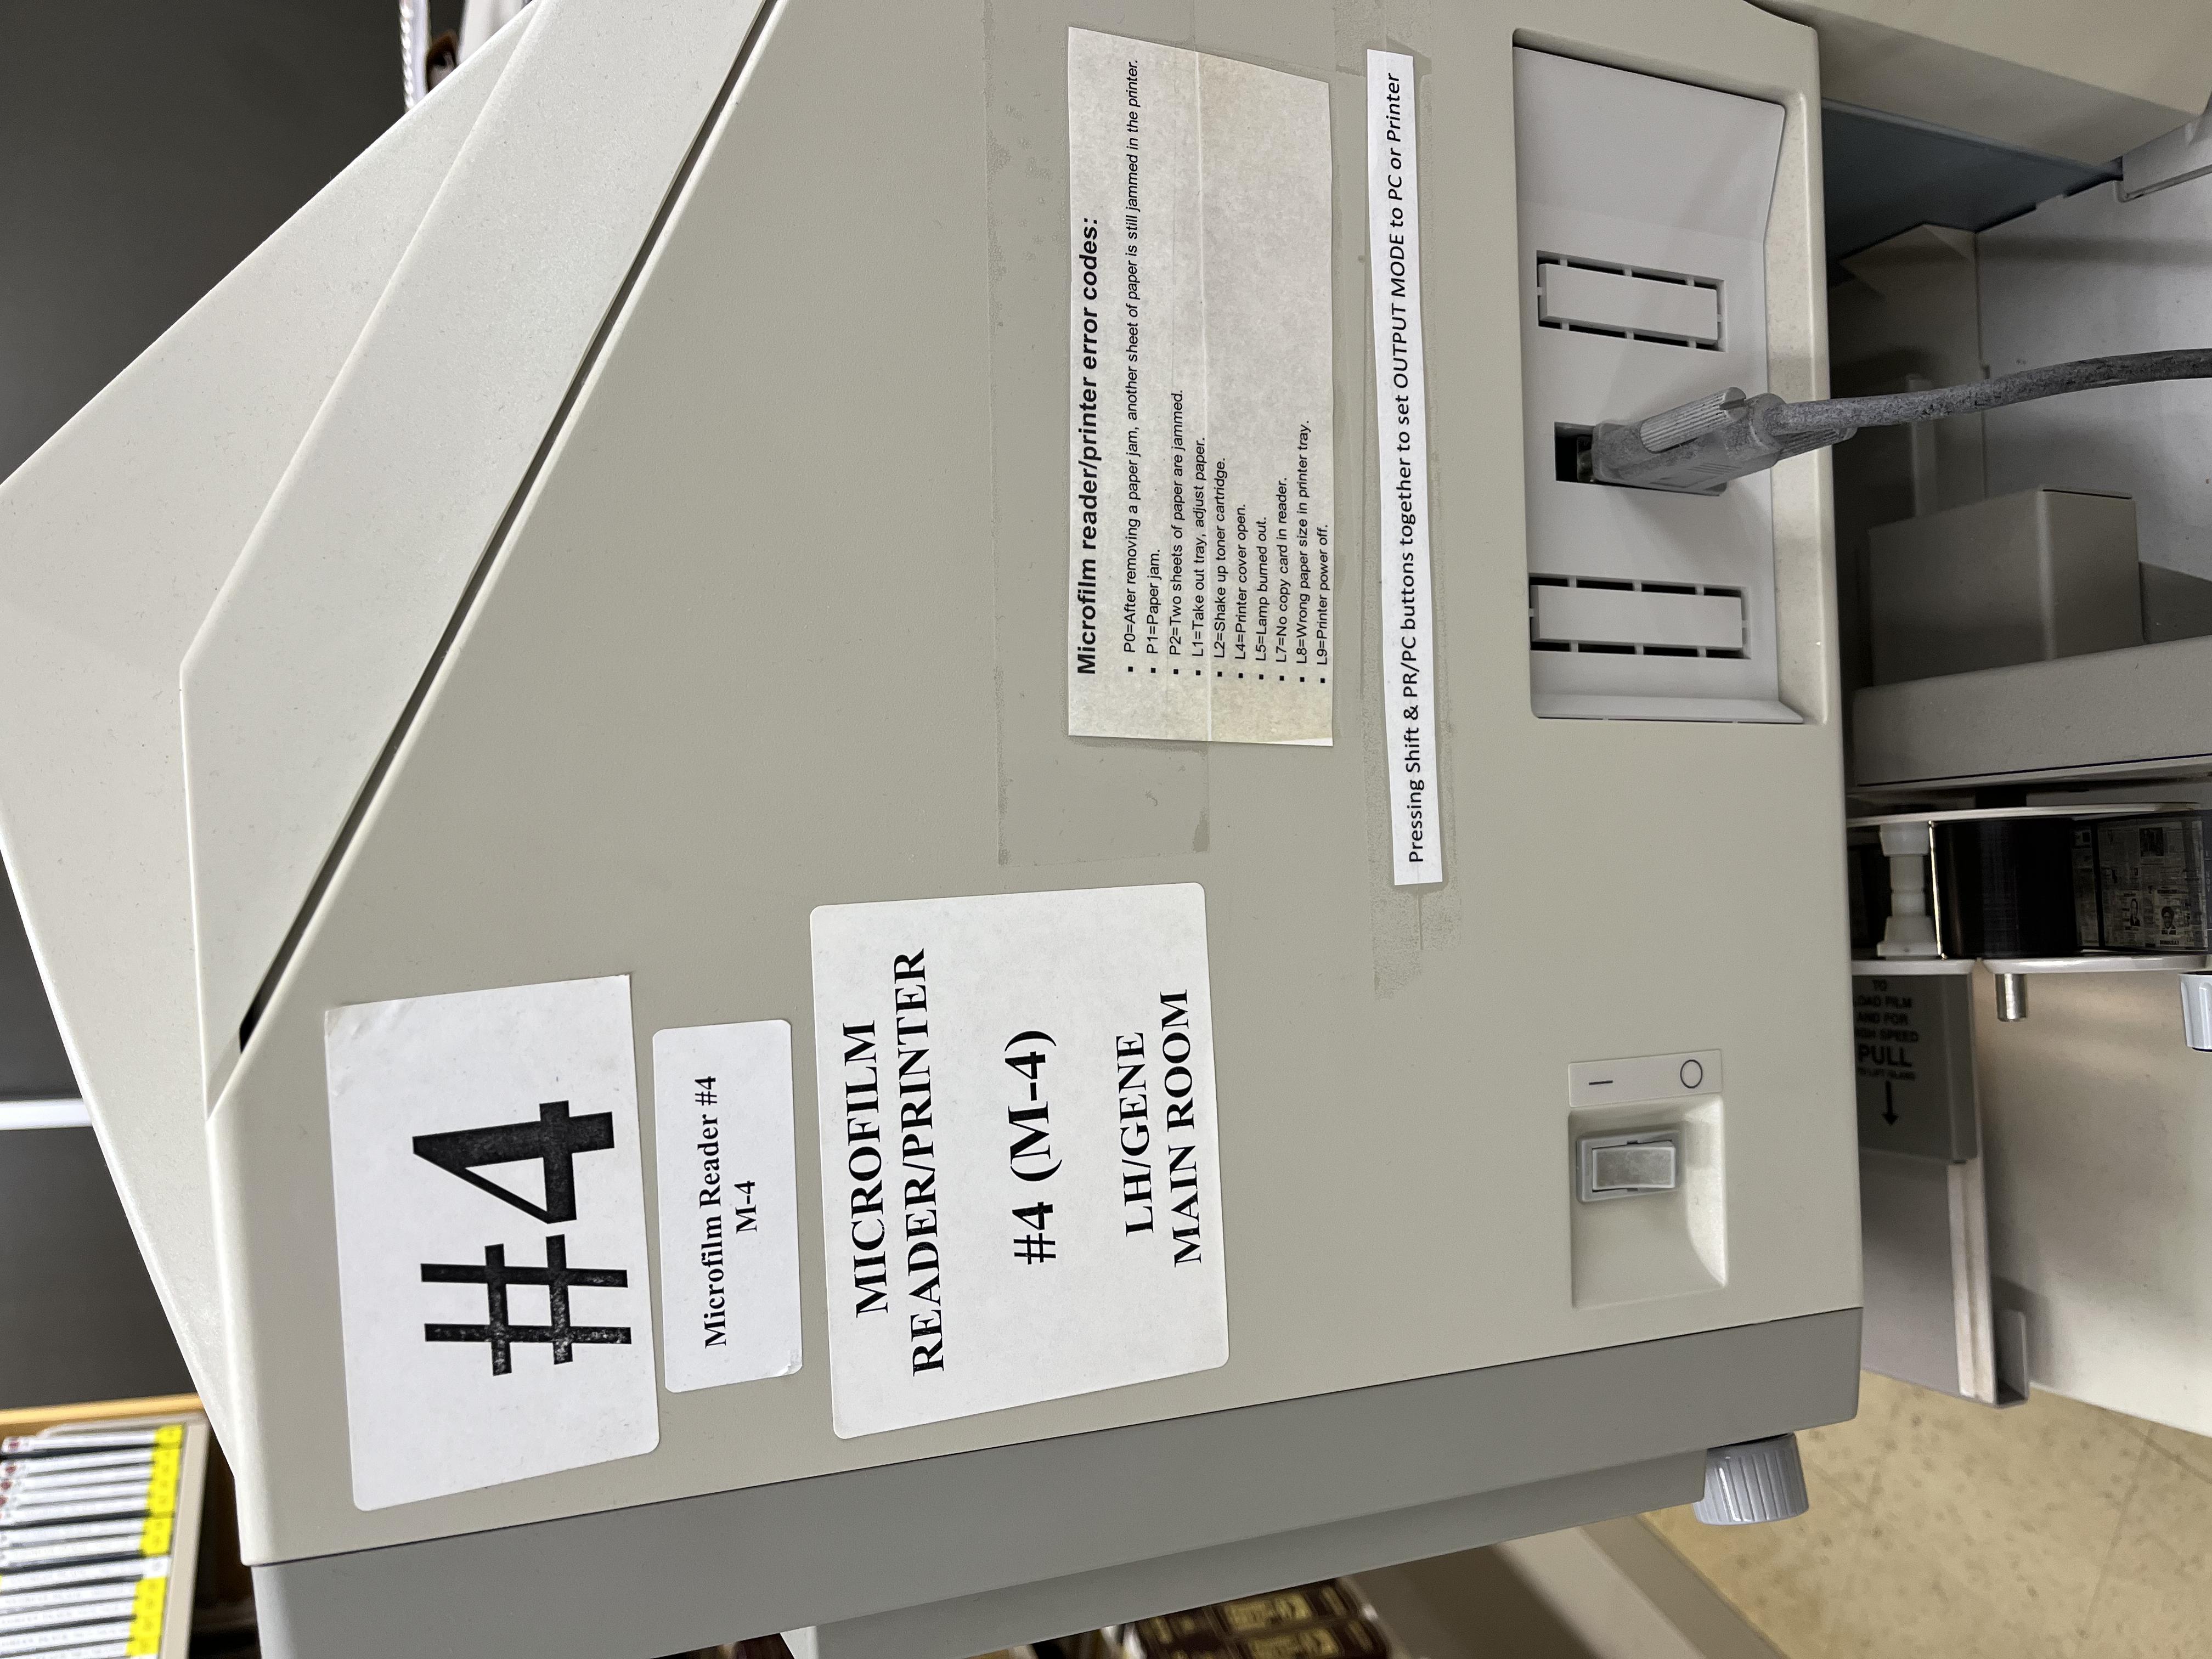 #4
Microfilm Reader #4
M-4
MICROFILM
READER/PRINTER
#4 (M-4)
LH/GENE
MAIN ROOM
Microfilm reader/printer error codes:
▪ P0=After removing a paper jam, another sheet of paper is still jammed in the printer.
▪ P1=Paper jam.
▪ P2=Two sheets of paper are jammed.
▪ L1=Take out tray, adjust paper.
▪ L2=Shake up toner cartridge.
▪ L4=Printer cover open.
▪ L5=Lamp burned out.
▪ L7=No copy card in reader.
▪ L8=Wrong paper size in printer tray.
▪ L9=Printer power off.
Pressing Shift & PR/PC buttons together to set OUTPUT MODE to PC or Printer
TO
FILM
AND FOR
SPEED
PULL